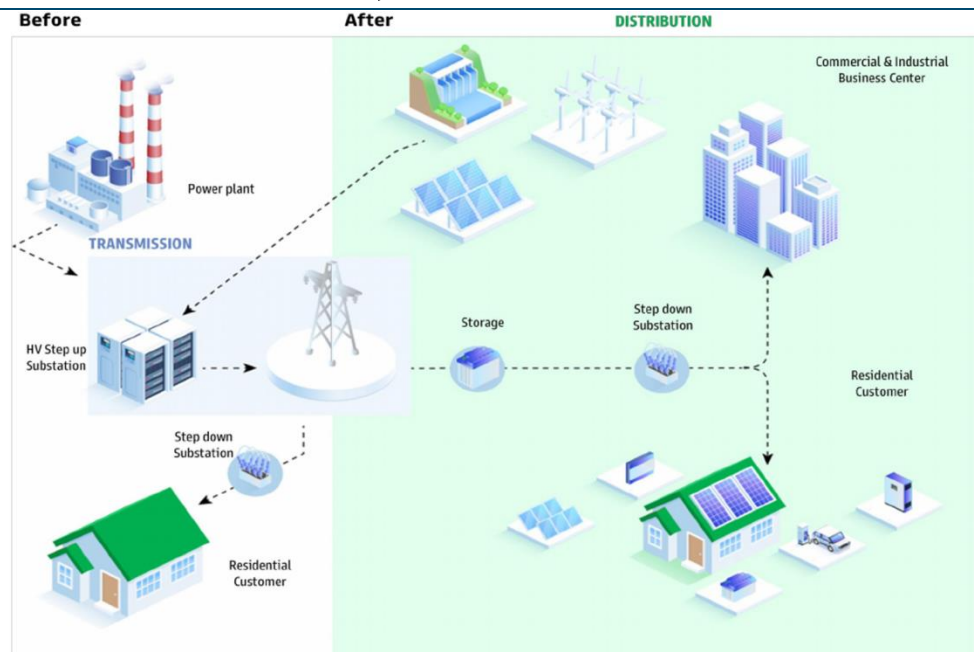 Before
After
DISTRIBUTION
Commercial & Industrial
Business Center
Power plant
TRANSMISSION
HV Step up
Substation
Storage
Step down
Substation
Residential
Customer
Step down
Substation
Residential
Customer